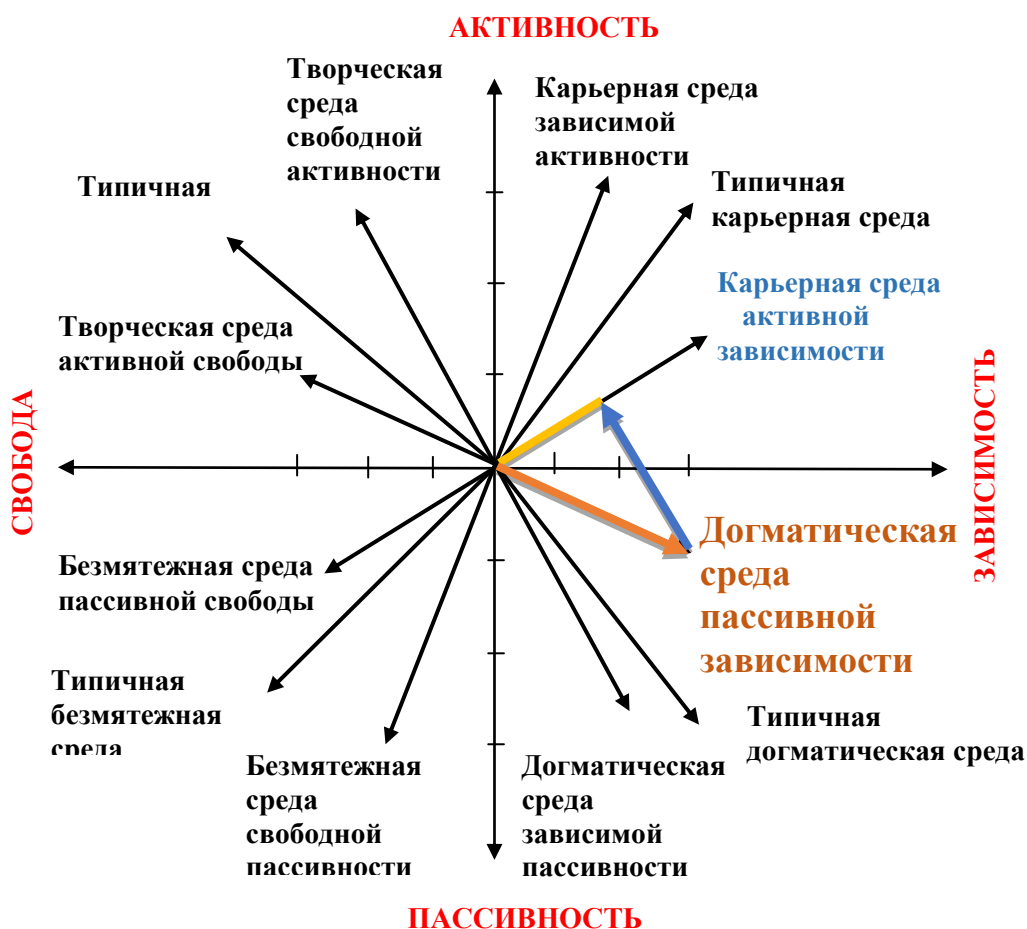 АКТИВНОСТЬ
Творческая
среда
свободной
активности
Карьерная среда
зависимой
активности
Типичная
Типичная
карьерная среда
Карьерная среда
активной
зависимости
Творческая среда
активной свободы
СВОБОДА
ЗАВИСИМОСТЬ
Догматическая
среда
пассивной
зависимости
Безмятежная среда
пассивной свободы
Типичная
безмятежная
среда
Типичная
догматическая среда
Безмятежная
среда
свободной
пассивности
Догматическая
среда
зависимой
пассивности
ПАССИВНОСТЬ